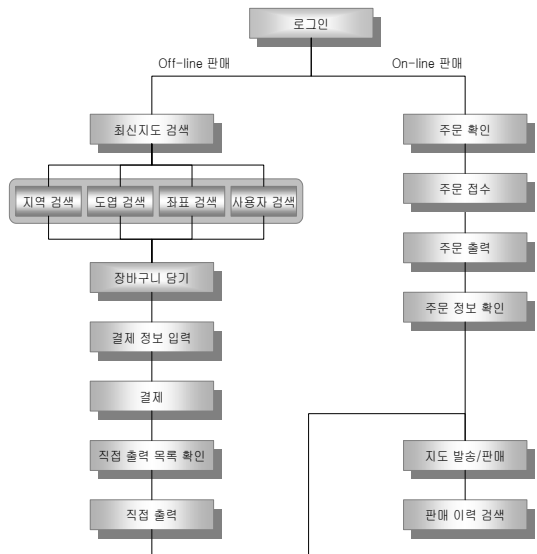 로그인
Off-line 판매
On-line 판매
최신지도 검색
지역 검색
도엽 검색
좌표 검색
사용자 검색
장바구니 담기
결제 정보 입력
결제
직접 출력 목록 확인
직접 출력
주문 확인
주문 접수
주문 출력
주문 정보 확인
지도 발송/판매
판매 이력 검색